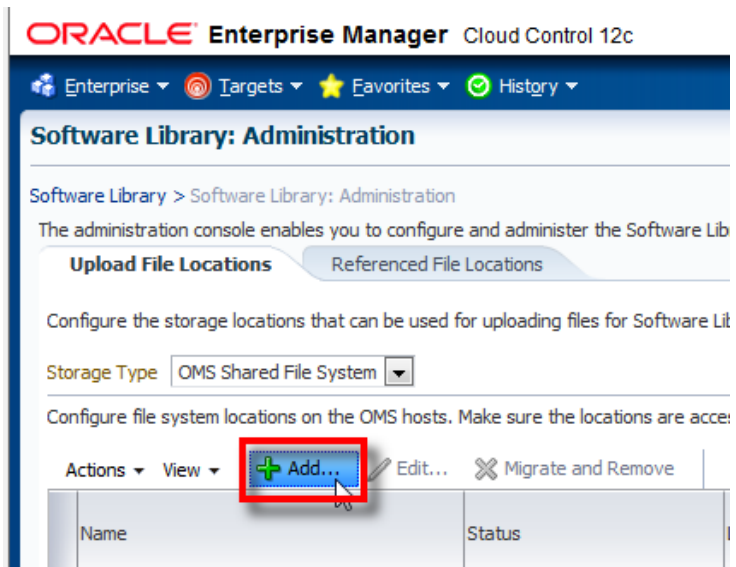 ORACLE Enterprise Manager Cloud Control 12c
Enterprise Targets Favorites History
Software Library: Administration
Software Library > Software Library: Administration
The administration console enables you to configure and administer the Software Lib
Upload File Locations Referenced File Locations
Configure the storage locations that can be used for uploading files for Software Lib
Storage Type OMS Shared File System
Configure file system locations on the OMS hosts. Make sure the locations are acces
Actions View Add... Edit... Migrate and Remove
Name Status